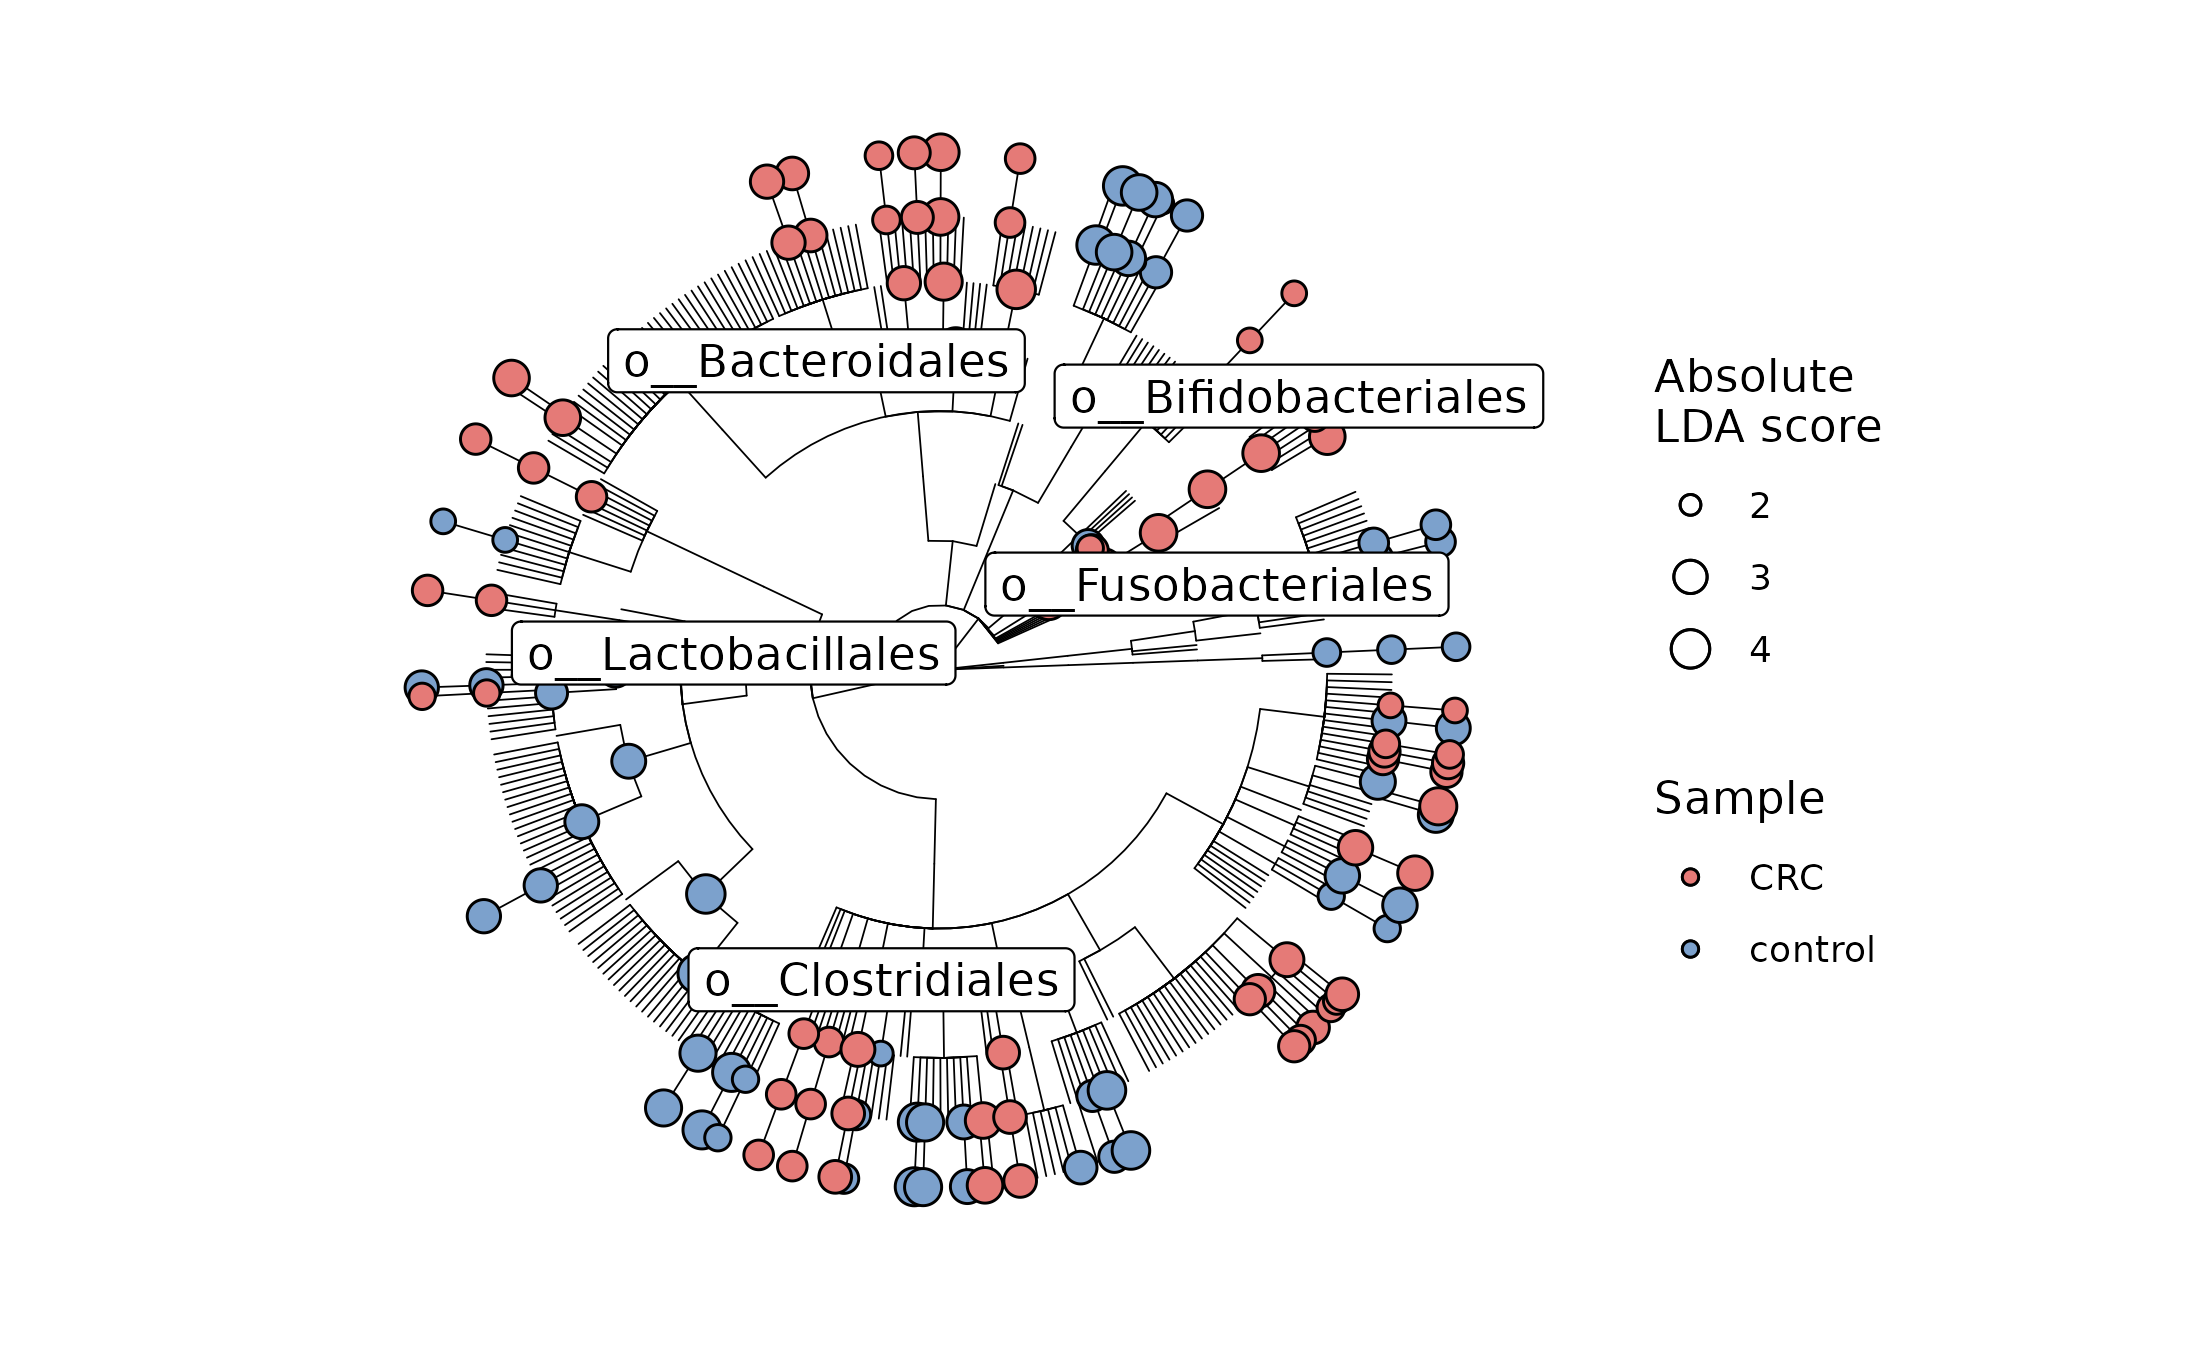 o__Bacteroidales
o__Bifidobacteriales
o__Fusobacteriales
o__Lactobacillales
o__Clostridiales
Absolute
LDA score
2
3
4
Sample
CRC
control